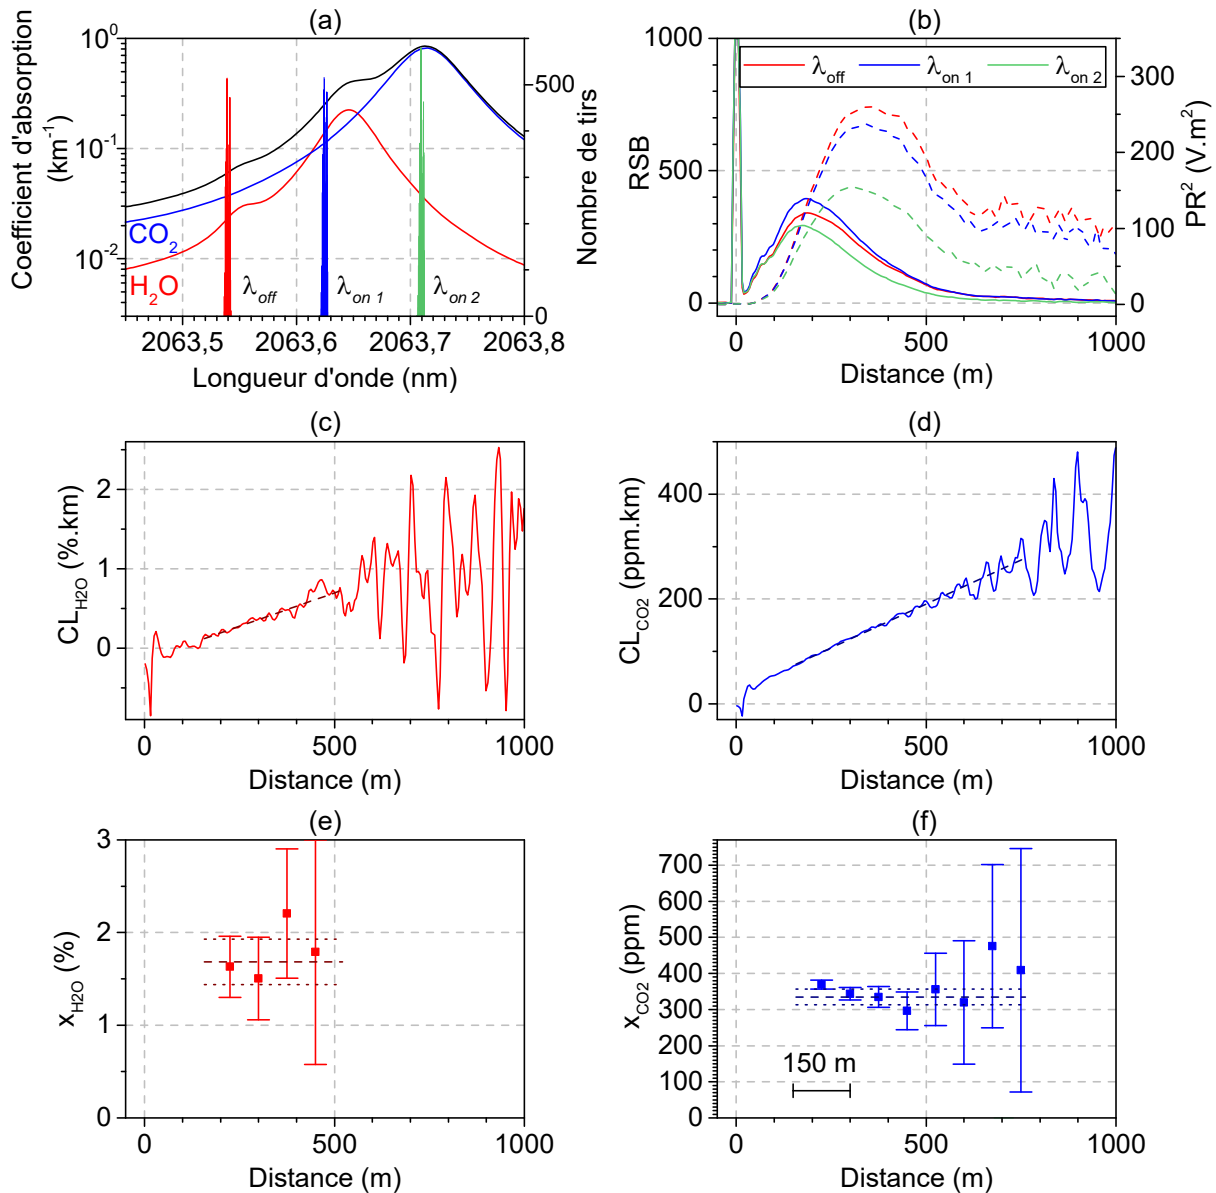 (a)
Coefficient d'absorption
(km⁻¹)
10⁰
10⁻¹
10⁻²
CO₂
H₂O
λoff
λon 1
λon 2
500
0
Nombre de tirs
2063,5
2063,6
2063,7
2063,8
Longueur d'onde (nm)
(b)
RSB
1000
500
0
λoff
λon 1
λon 2
300
200
100
0
PR² (V.m²)
0
500
1000
Distance (m)
(c)
CL_H2O (%.km)
2
1
0
0
500
1000
Distance (m)
(d)
CL_CO2 (ppm.km)
400
200
0
0
500
1000
Distance (m)
(e)
x_H2O (%)
3
2
1
0
0
500
1000
Distance (m)
(f)
x_CO2 (ppm)
700
600
500
400
300
200
100
0
150 m
0
500
1000
Distance (m)